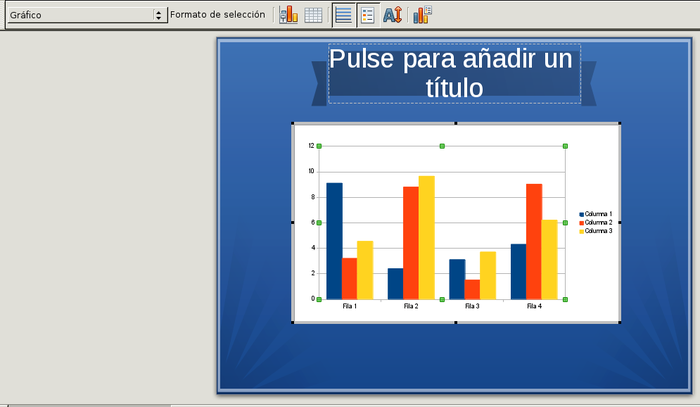 Gráfico
Formato de selección
Pulse para añadir un
título
12
10
8
6
4
2
0
Fila 1
Fila 2
Fila 3
Fila 4
Columna 1
Columna 2
Columna 3